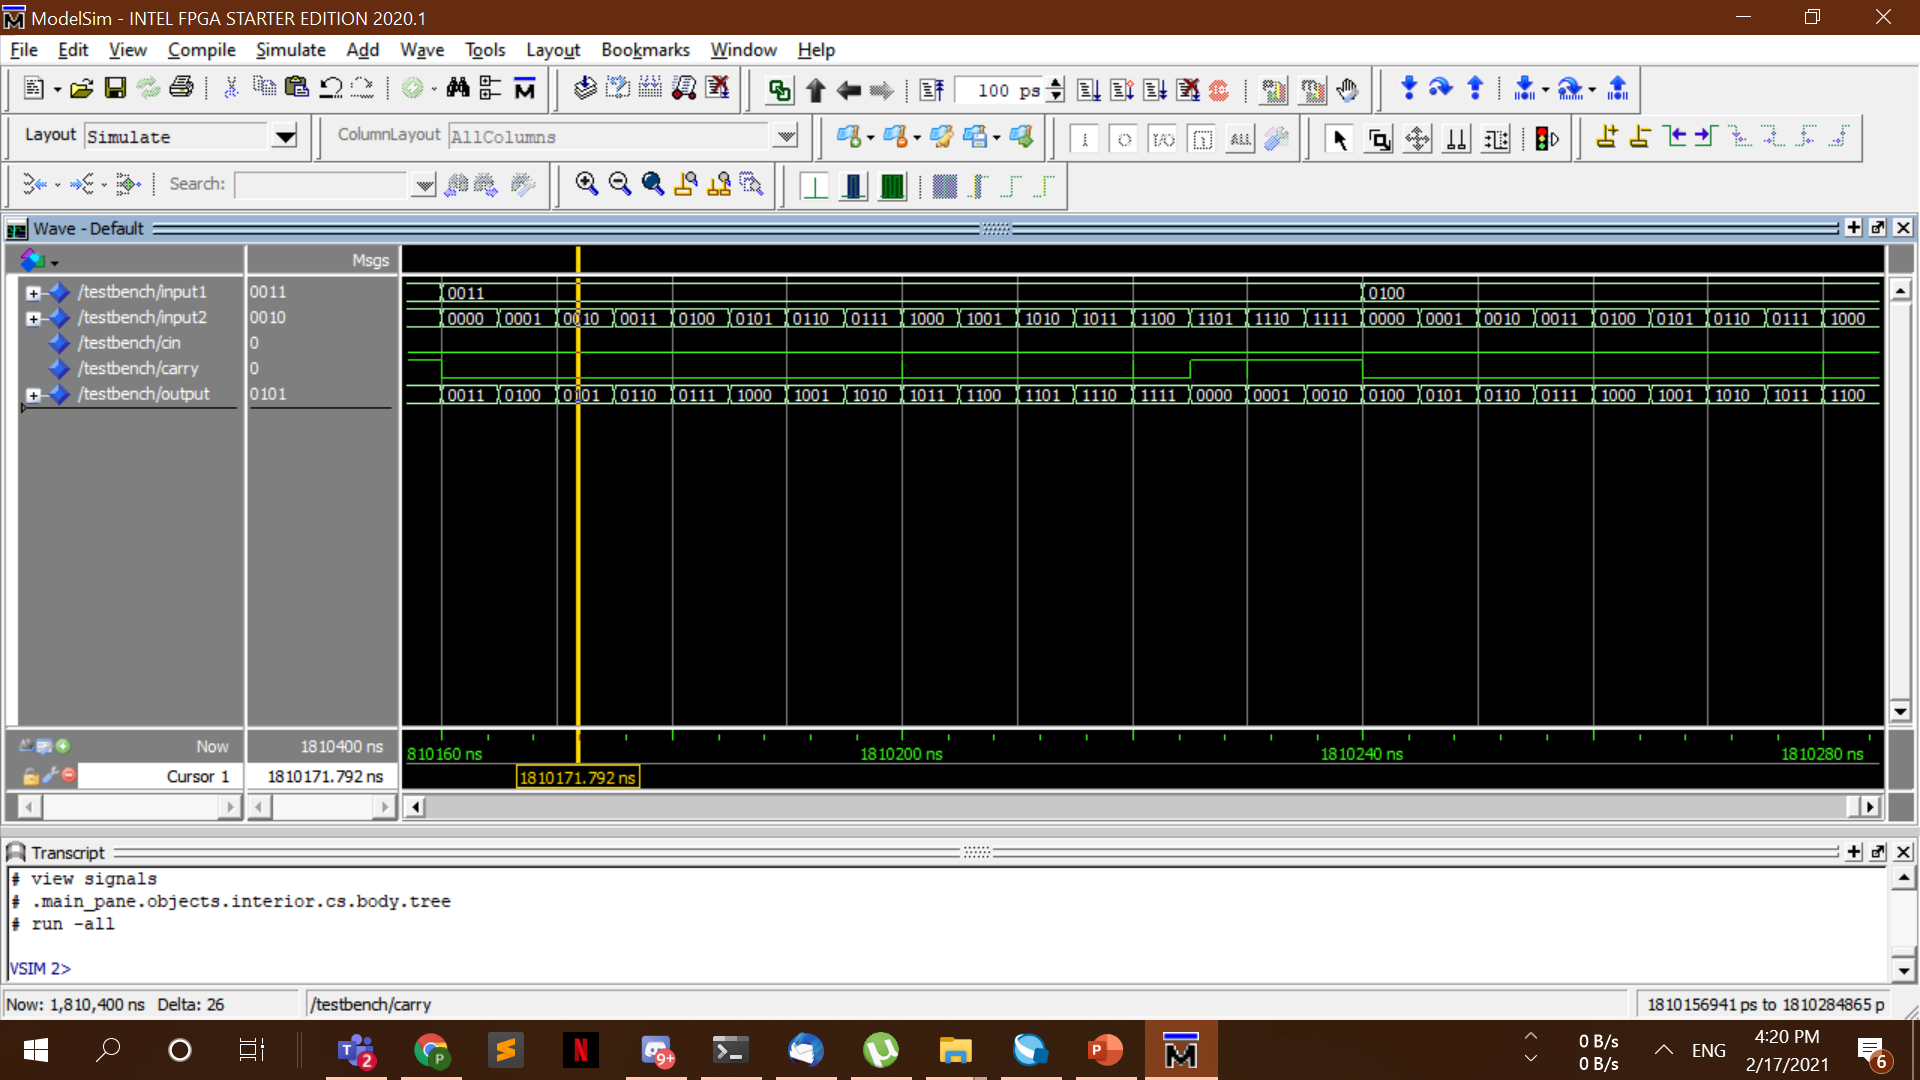 ModelSim - INTEL FPGA STARTER EDITION 2020.1
File Edit View Compile Simulate Add Wave Tools Layout Bookmarks Window Help
100 ps
Layout Simulate ColumnLayout AllColumns
Search:
Wave - Default
Msgs
/testbench/input1 0011 0011 0100
/testbench/input2 0010 0000 0001 0010 0011 0100 0101 0110 0111 1000 1001 1010 1011 1100 1101 1110 1111 0000 0001 0010 0011 0100 0101 0110 0111 1000
/testbench/cin 0
/testbench/carry 0
/testbench/output 0101 0011 0100 0101 0110 0111 1000 1001 1010 1011 1100 1101 1110 1111 0000 0001 0010 0100 0101 0110 0111 1000 1001 1010 1011 1100
Now 1810400 ns 810160 ns 1810200 ns 1810240 ns 1810280 ns
Cursor 1 1810171.792 ns 1810171.792 ns
Transcript
# view signals
# .main_pane.objects.interior.cs.body.tree
# run -all
VSIM 2>
Now: 1,810,400 ns Delta: 26 /testbench/carry 1810156941 ps to 1810284865 p
2 P N 9+ P M
0 B/s
0 B/s
ENG
4:20 PM
2/17/2021
6